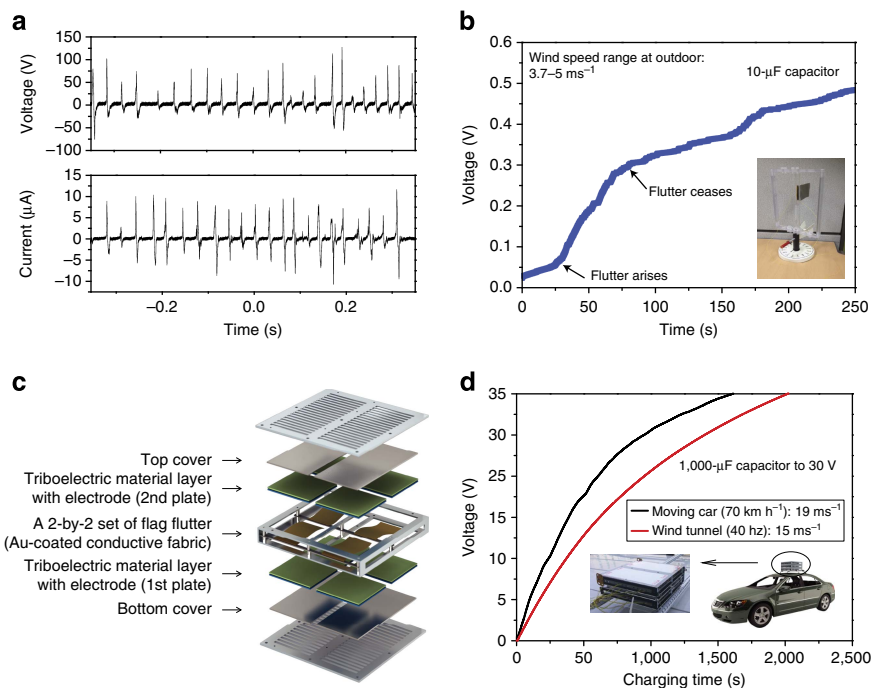 a
Voltage (V)
150
100
50
0
−50
−100
Current (μA)
15
10
5
0
−5
−10
−0.2
0.0
0.2
Time (s)
b
Voltage (V)
0.6
0.5
0.4
0.3
0.2
0.1
0.0
Wind speed range at outdoor:
3.7–5 ms⁻¹
10-μF capacitor
Flutter ceases
Flutter arises
0
50
75
150
200
250
Time (s)
c
Top cover
Triboelectric material layer
with electrode (2nd plate)
A 2-by-2 set of flag flutter
(Au-coated conductive fabric)
Triboelectric material layer
with electrode (1st plate)
Bottom cover
d
Voltage (V)
35
30
25
20
15
10
5
0
1,000-μF capacitor to 30 V
Moving car (70 km h⁻¹): 19 ms⁻¹
Wind tunnel (40 hz): 15 ms⁻¹
0
50
1,000
1,500
2,000
2,500
Charging time (s)